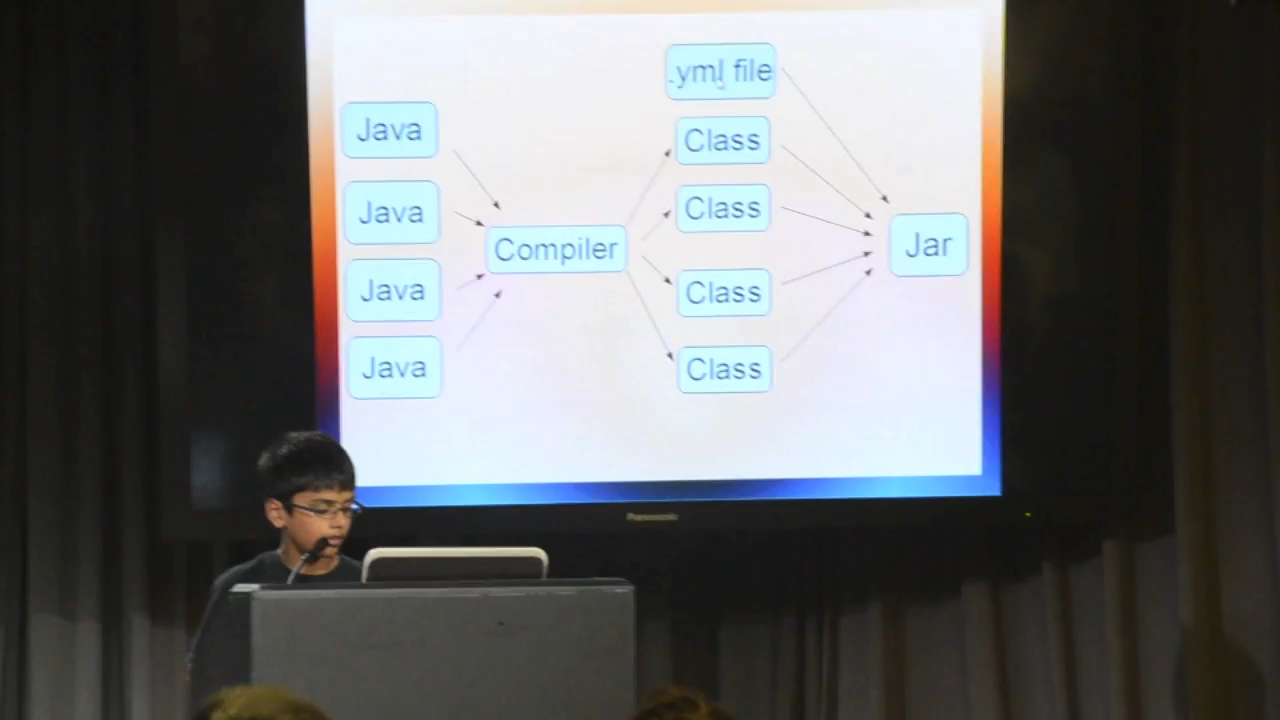 .yml file
Java
Class
Java
Class
Compiler
Jar
Java
Class
Java
Class
Panasonic